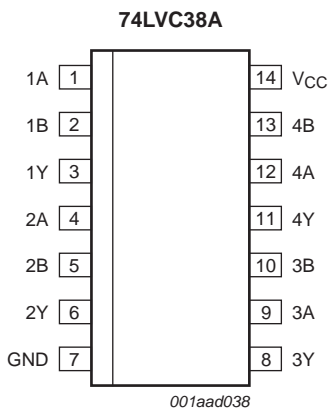 74LVC38A
1A 1 14 VCC
1B 2 13 4B
1Y 3 12 4A
2A 4 11 4Y
2B 5 10 3B
2Y 6 9 3A
GND 7 8 3Y
001aad038